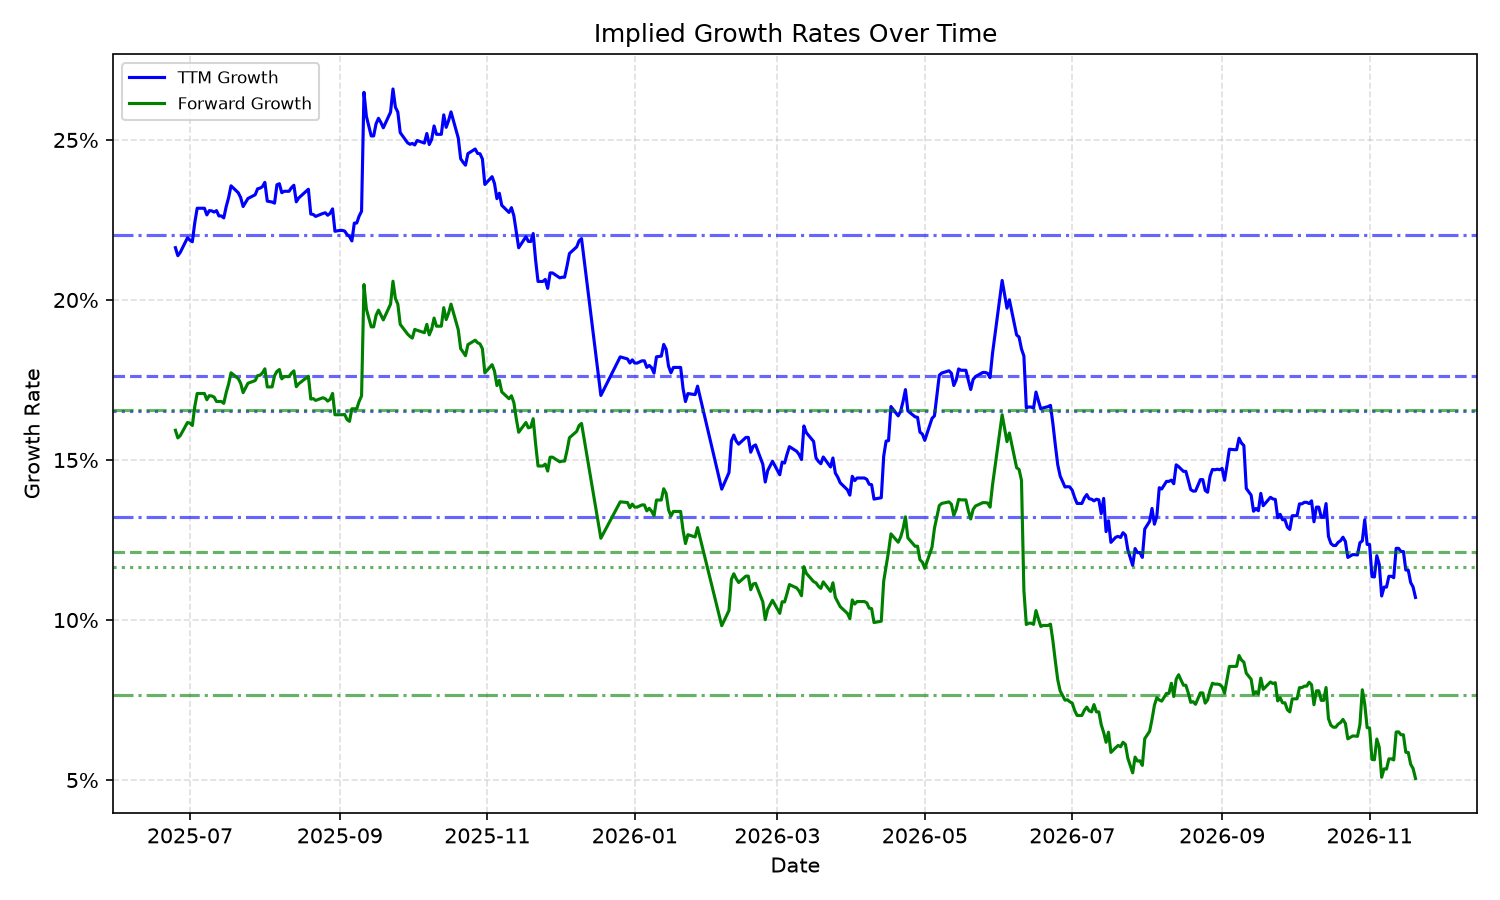 Implied Growth Rates Over Time
TTM Growth
Forward Growth
25%
20%
15%
10%
5%
Growth Rate
2025-07
2025-09
2025-11
2026-01
2026-03
2026-05
2026-07
2026-09
2026-11
Date